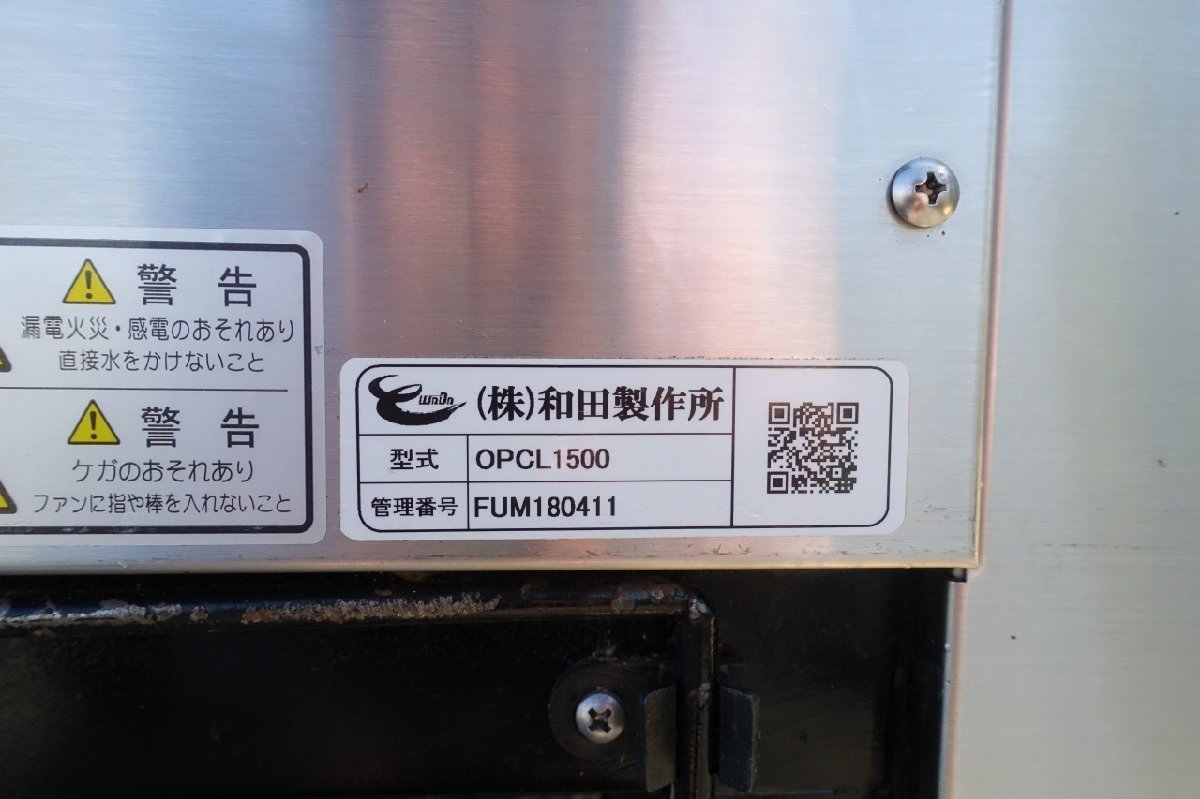 警 告
漏電火災・感電のおそれあり
直接水をかけないこと
警 告
ケガのおそれあり
ファンに指や棒を入れないこと
WaDa (株)和田製作所
型式 OPCL1500
管理番号 FUM180411